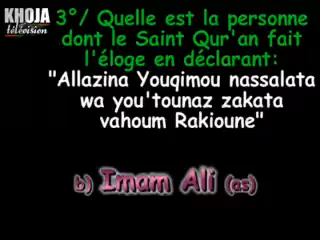 KHOJA
télévision
3°/ Quelle est la personne
dont le Saint Qur'an fait
l'éloge en déclarant:
"Allazina Youqimou nassalata
wa you'tounaz zakata
vahoum Rakioune"
b) Imam Ali (as)